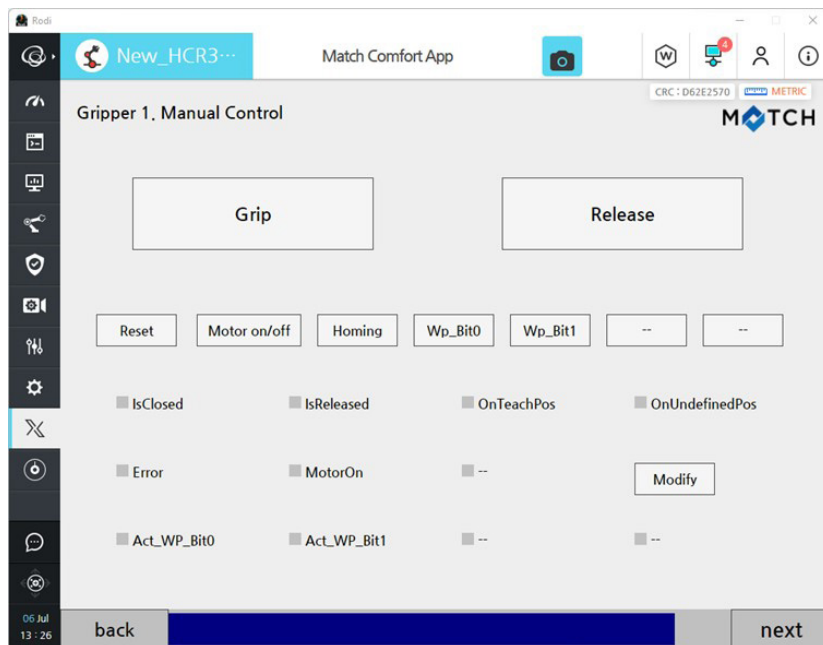 Rodi
New_HCR3··· Match Comfort App W 4
CRC : D62E2570 METRIC
Gripper 1. Manual Control MATCH
Grip Release
Reset Motor on/off Homing Wp_Bit0 Wp_Bit1 -- --
IsClosed IsReleased OnTeachPos OnUndefinedPos
Error MotorOn -- Modify
Act_WP_Bit0 Act_WP_Bit1 -- --
06 Jul
13 : 26
back next